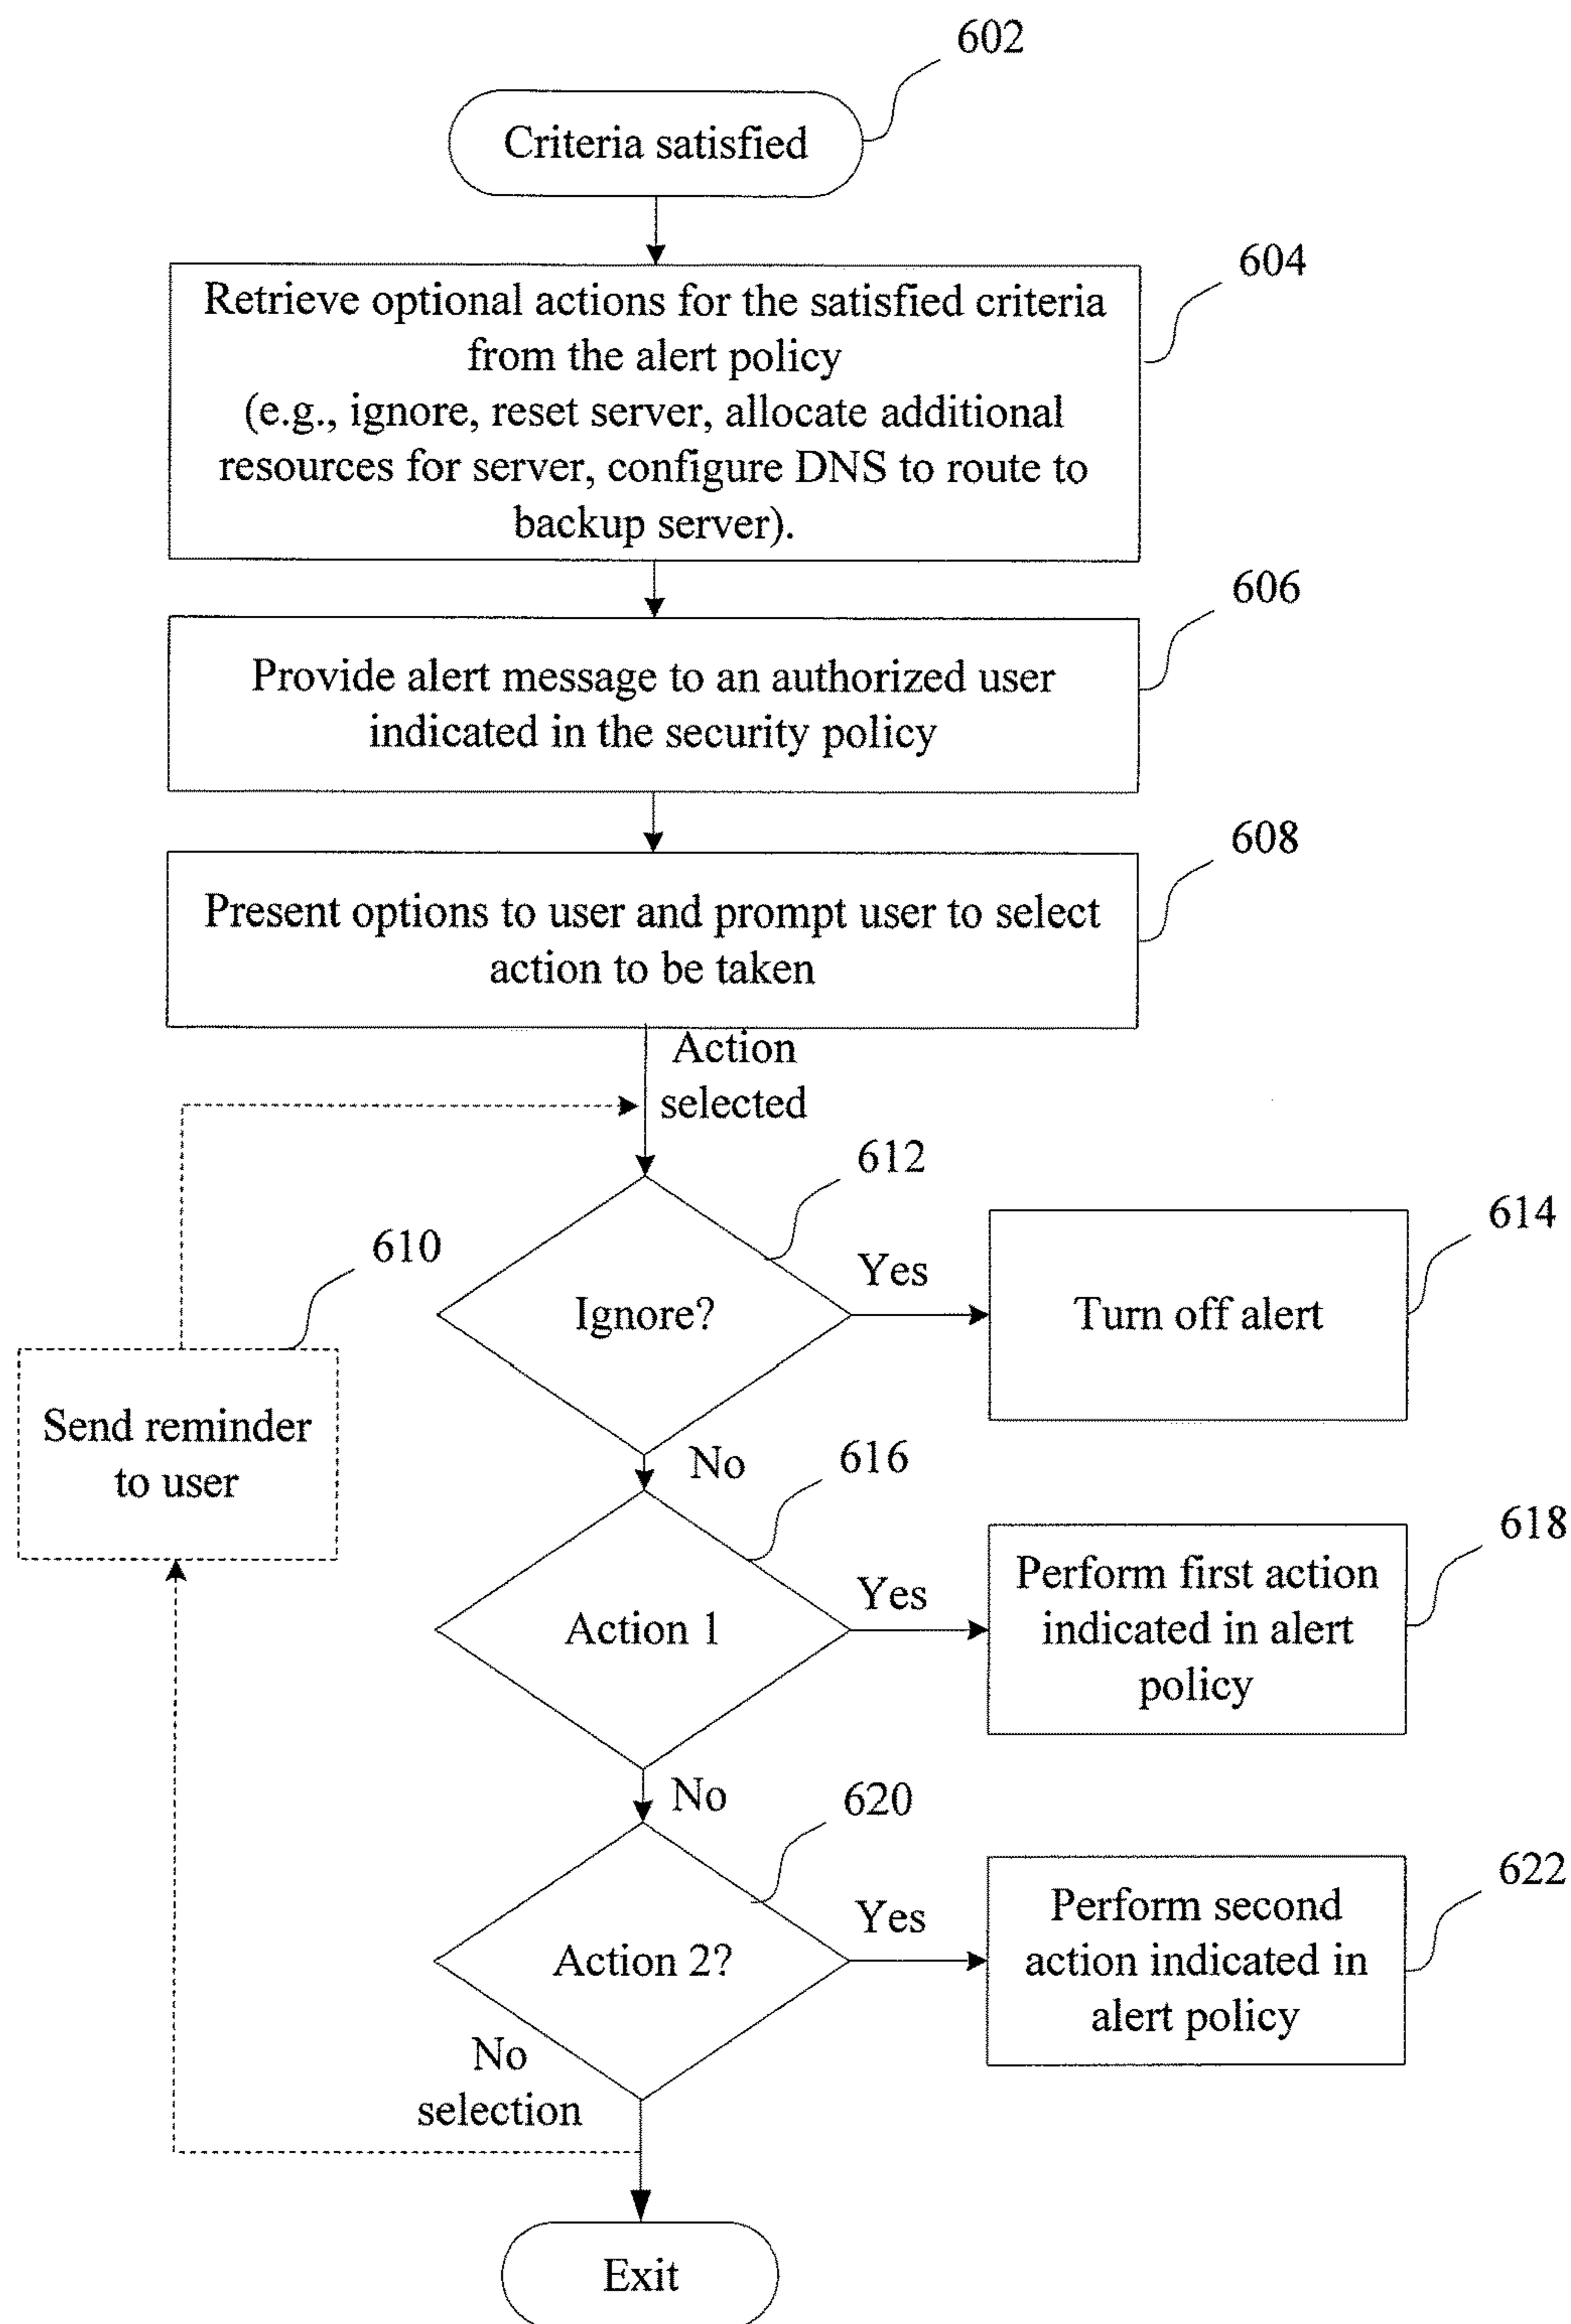 602
Criteria satisfied
604
Retrieve optional actions for the satisfied criteria
from the alert policy
(e.g., ignore, reset server, allocate additional
resources for server, configure DNS to route to
backup server).
606
Provide alert message to an authorized user
indicated in the security policy
608
Present options to user and prompt user to select
action to be taken
Action
selected
612
614
610
Yes
Ignore?
Turn off alert
Send reminder
to user
No
616
618
Yes
Action 1
Perform first action
indicated in alert
policy
No
620
622
Yes
Action 2?
Perform second
action indicated in
alert policy
No
selection
Exit